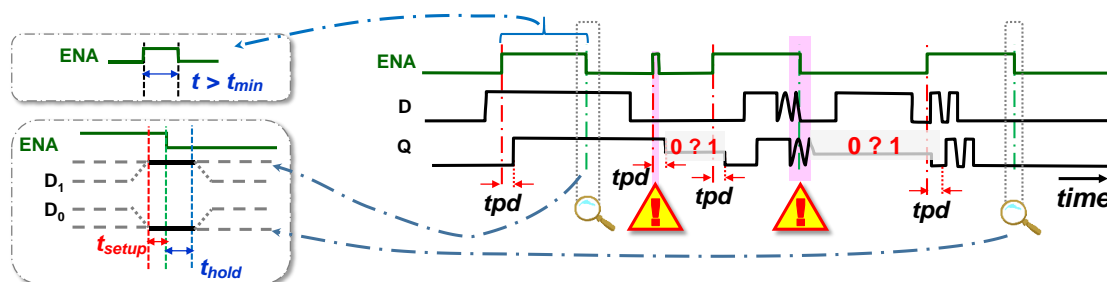 ENA
t > tmin
ENA
D1
D0
tsetup
thold
ENA
D
Q
0 ? 1
0 ? 1
tpd
tpd
tpd
tpd
time
!
!